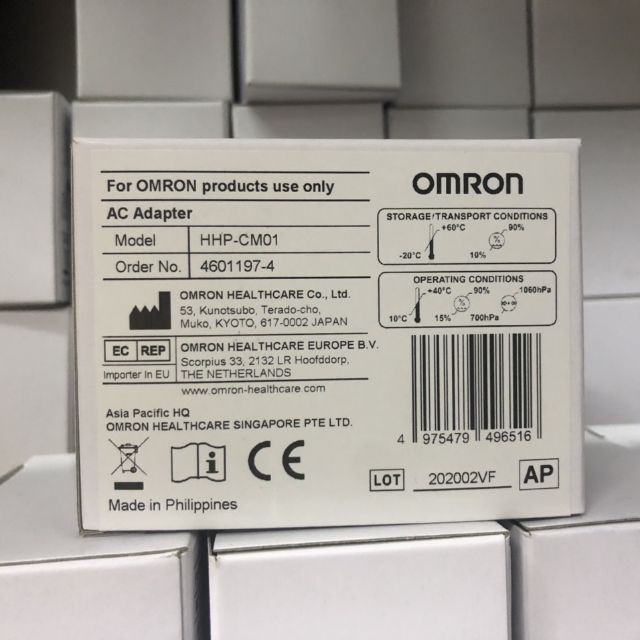 For OMRON products use only
AC Adapter
Model HHP-CM01
Order No. 4601197-4
OMRON HEALTHCARE Co., Ltd.
53, Kunotsubo, Terado-cho,
Muko, KYOTO, 617-0002 JAPAN
EC REP
OMRON HEALTHCARE EUROPE B.V.
Scorpius 33, 2132 LR Hoofddorp,
Importer in EU THE NETHERLANDS
www.omron-healthcare.com
Asia Pacific HQ
OMRON HEALTHCARE SINGAPORE PTE LTD.
i CE
Made in Philippines
OMRON
STORAGE/TRANSPORT CONDITIONS
+60°C 90%
%
-20°C 10%
OPERATING CONDITIONS
+40°C 90% 1060hPa
%
10°C 15% 700hPa
4 975479 496516
LOT 202002VF AP